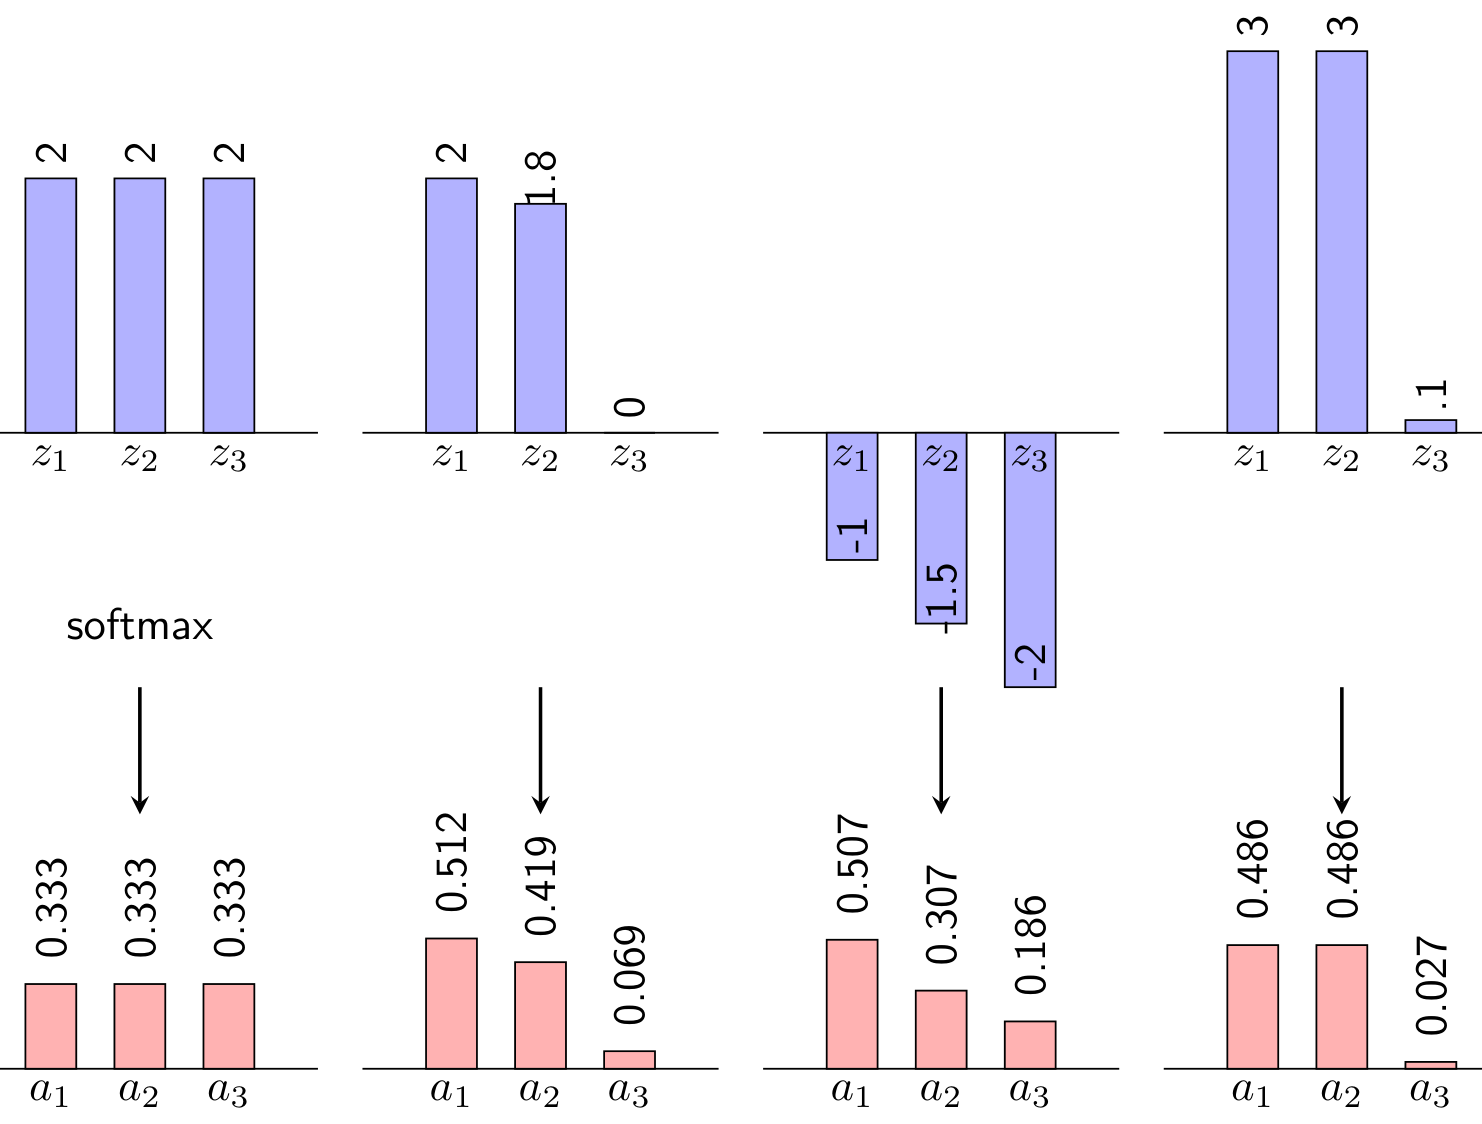 3 3
2 2 2 2 1.8
0 .1
z₁ z₂ z₃ z₁ z₂ z₃ z₁ z₂ z₃ z₁ z₂ z₃
-1 -1.5 -2
softmax
0.333 0.333 0.333 0.512 0.419 0.069 0.507 0.307 0.186 0.486 0.486 0.027
a₁ a₂ a₃ a₁ a₂ a₃ a₁ a₂ a₃ a₁ a₂ a₃